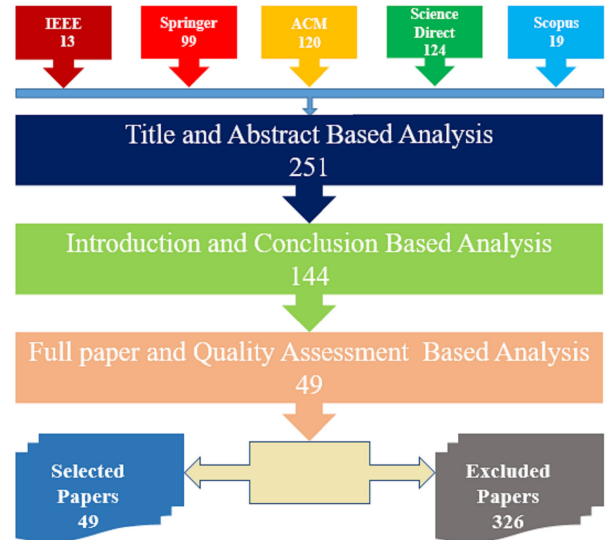 IEEE
13
Springer
99
ACM
120
Science
Direct
124
Scopus
19
Title and Abstract Based Analysis
251
Introduction and Conclusion Based Analysis
144
Full paper and Quality Assessment Based Analysis
49
Selected
Papers
49
Excluded
Papers
326